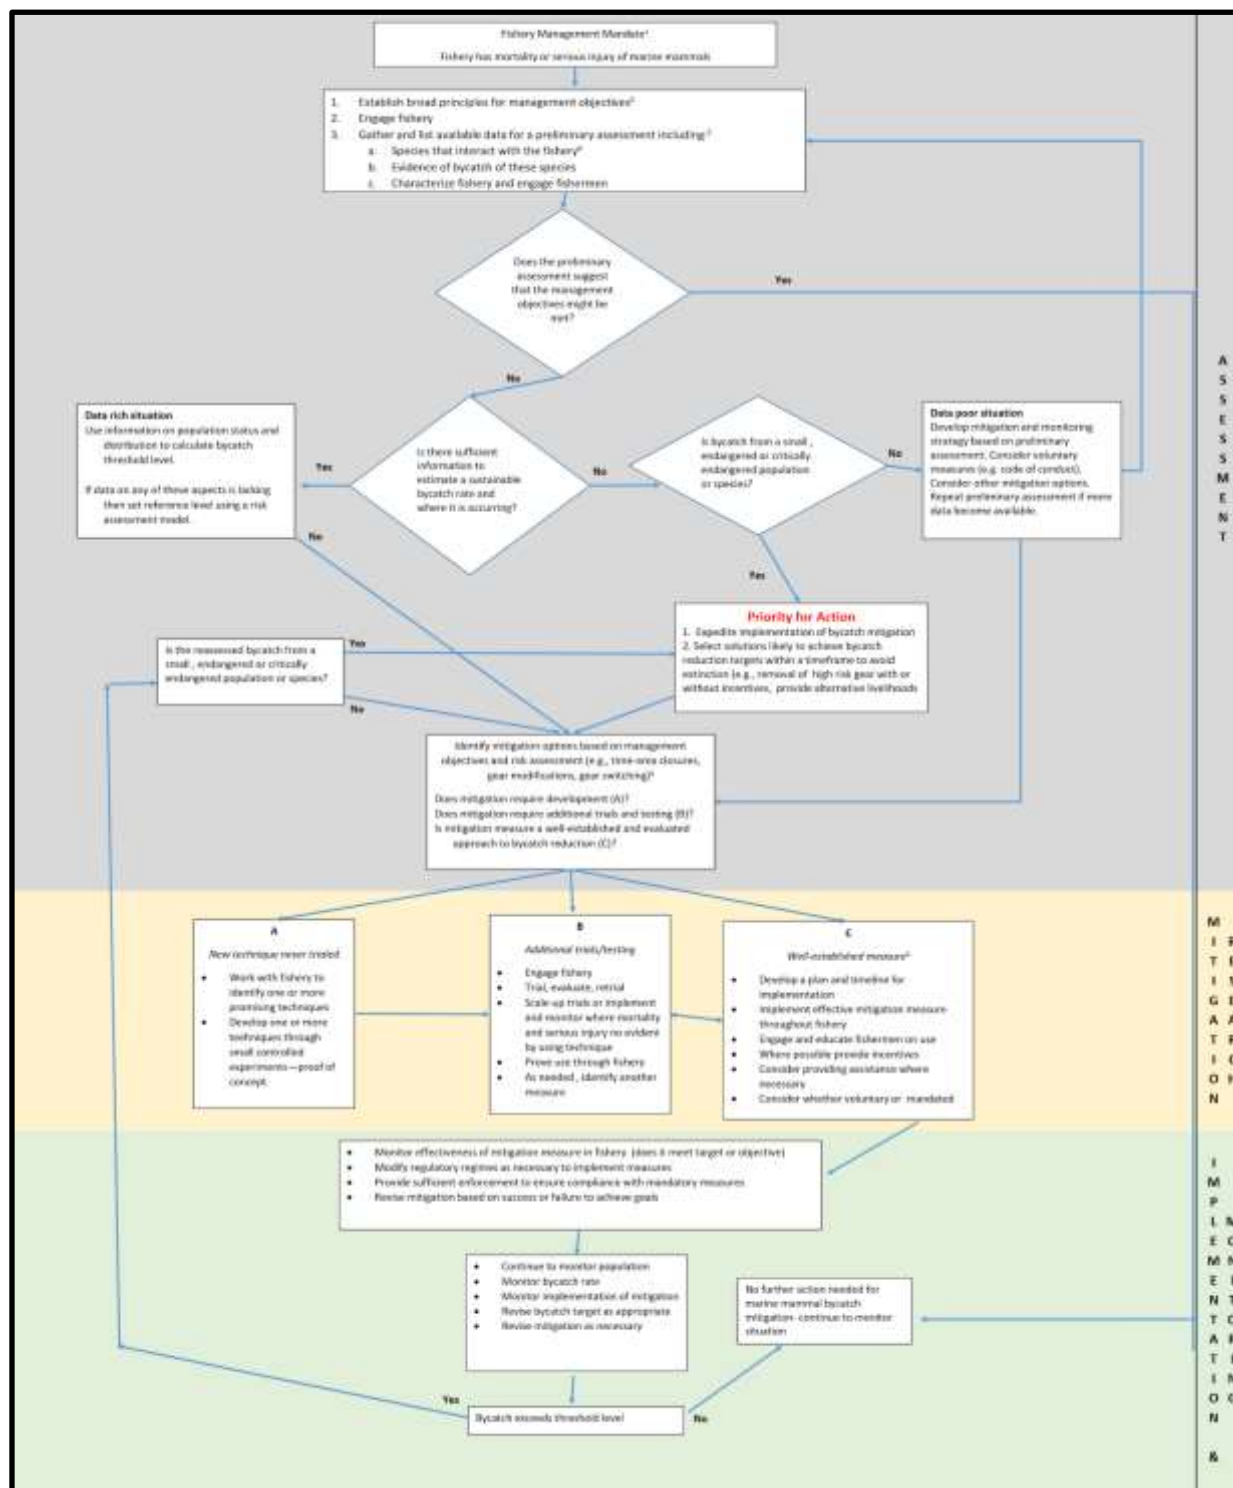 Fishery Management Mandate¹
Fishery has mortality or serious injury of marine mammals
1. Establish broad principles for management objectives²
2. Engage fishery
3. Gather and list available data for a preliminary assessment including:³
a. Species that interact with the fishery⁴
b. Evidence of bycatch of these species
c. Characterize fishery and engage fishermen
Does the preliminary
assessment suggest
that the management
objectives might be
met?
Yes
No
Data rich situation
Use information on population status and
distribution to calculate bycatch
threshold level.
If data on any of these aspects is lacking
then set reference level using a risk
assessment model.
Yes
Is there sufficient
information to
estimate a sustainable
bycatch rate and
where it is occurring?
No
Is bycatch from a small ,
endangered or critically
endangered population
or species?
No
Data poor situation
Develop mitigation and monitoring
strategy based on preliminary
assessment. Consider voluntary
measures (e.g. code of conduct),
Consider other mitigation options.
Repeat preliminary assessment if more
data become available.
No
Yes
Priority for Action
1. Expedite implementation of bycatch mitigation
2. Select solutions likely to achieve bycatch
reduction targets within a timeframe to avoid
extinction (e.g., removal of high risk gear with or
without incentives, provide alternative livelihoods
Is the reassessed bycatch from a
small , endangered or critically
endangered population or species?
Yes
No
Identify mitigation options based on management
objectives and risk assessment (e.g., time-area closures,
gear modifications, gear switching)⁵
Does mitigation require development (A)?
Does mitigation require additional trials and testing (B)?
Is mitigation measure a well-established and evaluated
approach to bycatch reduction (C)?
ASSESSMENT
A
New technique never trialed
• Work with fishery to
identify one or more
promising techniques
• Develop one or more
techniques through
small controlled
experiments—proof of
concept.
B
Additional trials/testing
• Engage fishery
• Trial, evaluate, retrial
• Scale-up trials or implement
and monitor where mortality
and serious injury no evident
by using technique
• Prove use through fishery
• As needed , identify another
measure
C
Well-established measure
• Develop a plan and timeline for
implementation
• Implement effective mitigation measure
throughout fishery
• Engage and educate fishermen on use
• Where possible provide incentives
• Consider providing assistance where
necessary
• Consider whether voluntary or mandated
MITIGATION
• Monitor effectiveness of mitigation measure in fishery (does it meet target or objective)
• Modify regulatory regimes as necessary to implement measures
• Provide sufficient enforcement to ensure compliance with mandatory measures
• Revise mitigation based on success or failure to achieve goals
• Continue to monitor population
• Monitor bycatch rate
• Monitor implementation of mitigation
• Revise bycatch target as appropriate
• Revise mitigation as necessary
No further action needed for
marine mammal bycatch
mitigation- continue to monitor
situation
Yes
Bycatch exceeds threshold level
No
IMPLEMENTATION &